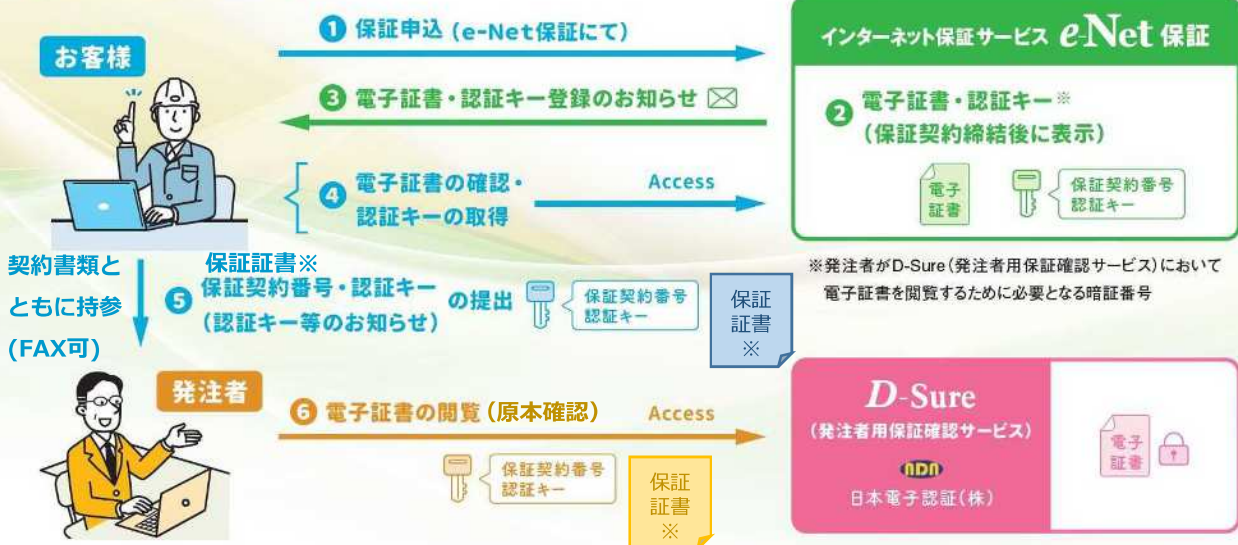 お客様
❶ 保証申込 (e-Net保証にて)
インターネット保証サービス e-Net 保証
❷ 電子証書・認証キー※
(保証契約締結後に表示)
電子
証書
保証契約番号
認証キー
❸ 電子証書・認証キー登録のお知らせ
❹ 電子証書の確認・
認証キーの取得
Access
※発注者がD-Sure(発注者用保証確認サービス)において
電子証書を閲覧するために必要となる暗証番号
契約書類と
ともに持参
(FAX可)
保証証書※
❺ 保証契約番号・認証キー
(認証キー等のお知らせ)
の提出
保証契約番号
認証キー
保証
証書
※
発注者
❻ 電子証書の閲覧 (原本確認)
Access
保証契約番号
認証キー
保証
証書
※
D-Sure
(発注者用保証確認サービス)
NDN
日本電子認証(株)
電子
証書